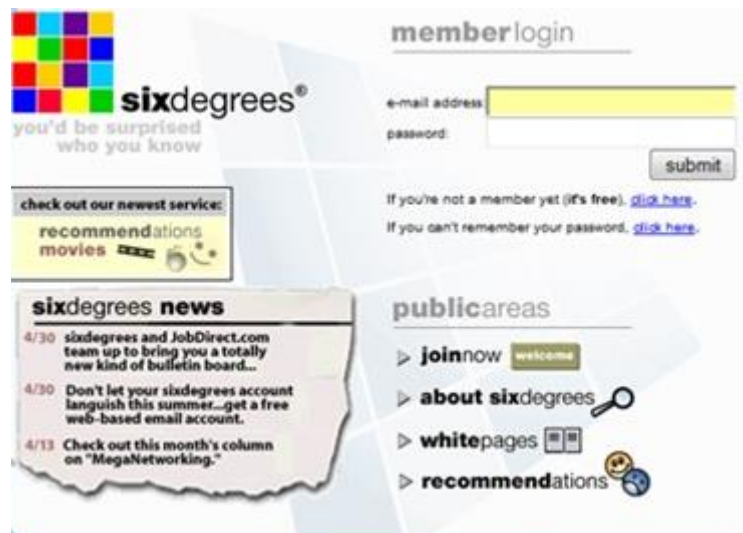 sixdegrees®
you'd be surprised
who you know
check out our newest service:
recommendations
movies
sixdegrees news
4/30 sixdegrees and JobDirect.com
team up to bring you a totally
new kind of bulletin board...
4/30 Don't let your sixdegrees account
languish this summer...get a free
web-based email account.
4/13 Check out this month's column
on "MegaNetworking."
memberlogin
e-mail address:
password:
submit
If you're not a member yet (it's free), click here.
If you can't remember your password, click here.
publicareas
joinnow welcome
about sixdegrees
whitepages
recommendations